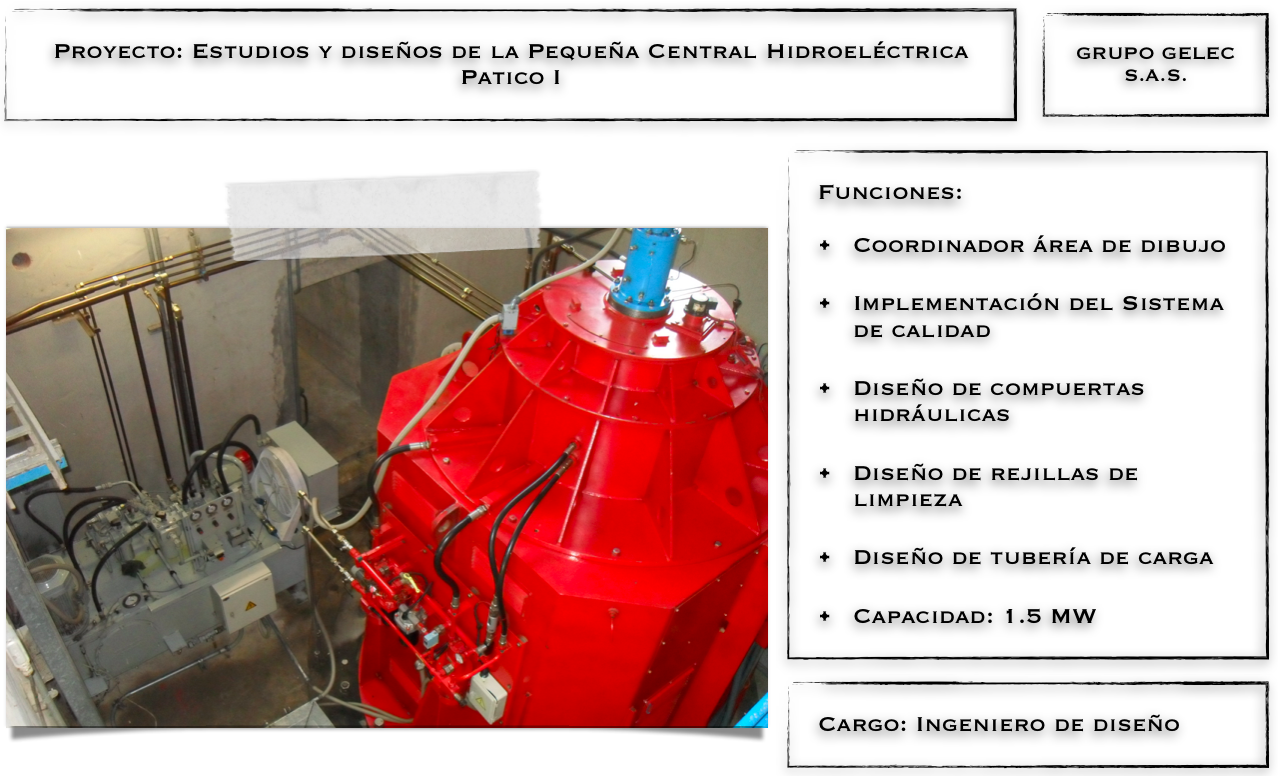 Proyecto: Estudios y diseños de la Pequeña Central Hidroeléctrica
Patico I
GRUPO GELEC
S.A.S.
Funciones:
+ Coordinador área de dibujo
+ Implementación del Sistema
de calidad
+ Diseño de compuertas
hidráulicas
+ Diseño de rejillas de
limpieza
+ Diseño de tubería de carga
+ Capacidad: 1.5 MW
Cargo: Ingeniero de diseño